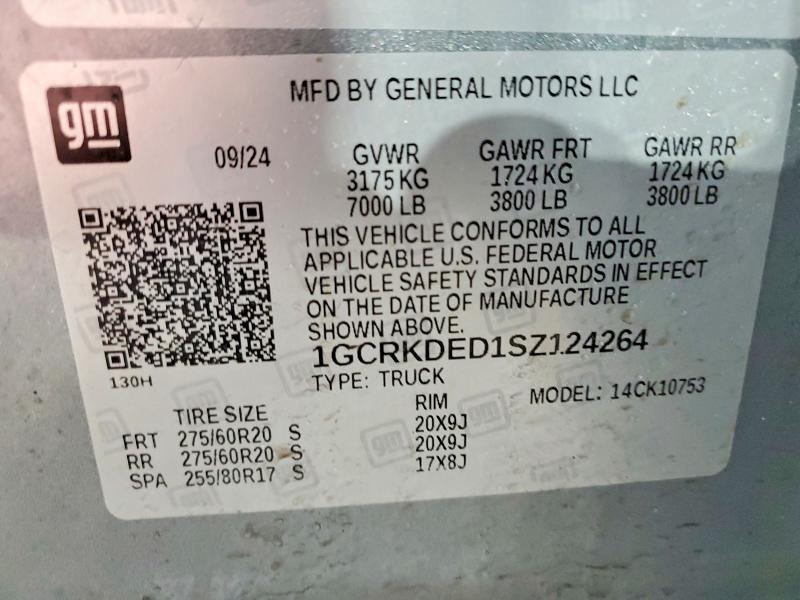 MFD BY GENERAL MOTORS LLC
gm
09/24 GVWR GAWR FRT GAWR RR
3175 KG 1724 KG 1724 KG
7000 LB 3800 LB 3800 LB
THIS VEHICLE CONFORMS TO ALL
APPLICABLE U.S. FEDERAL MOTOR
VEHICLE SAFETY STANDARDS IN EFFECT
ON THE DATE OF MANUFACTURE
SHOWN ABOVE.
1GCRKDED1SZ124264
130H
TYPE: TRUCK MODEL: 14CK10753
TIRE SIZE RIM
FRT 275/60R20 S 20X9J
RR 275/60R20 S 20X9J
SPA 255/80R17 S 17X8J